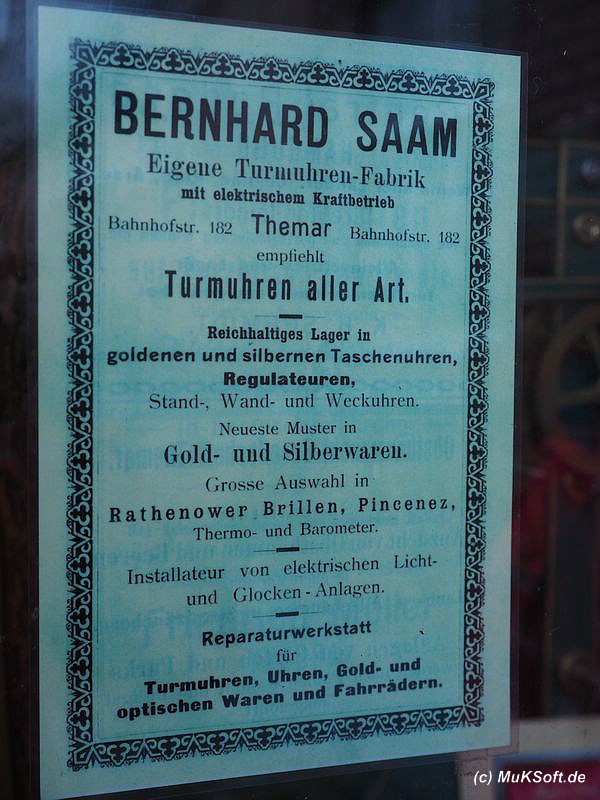 BERNHARD SAAM
Eigene Turmuhren-Fabrik
mit elektrischem Kraftbetrieb
Bahnhofstr. 182 Themar Bahnhofstr. 182
empfiehlt
Turmuhren aller Art.
Reichhaltiges Lager in
goldenen und silbernen Taschenuhren,
Regulateuren,
Stand-, Wand- und Weckuhren.
Neueste Muster in
Gold- und Silberwaren.
Grosse Auswahl in
Rathenower Brillen, Pincenez,
Thermo- und Barometer.
Installateur von elektrischen Licht-
und Glocken-Anlagen.
Reparaturwerkstatt
für
Turmuhren, Uhren, Gold- und
optischen Waren und Fahrrädern.
(c) MuKSoft.de